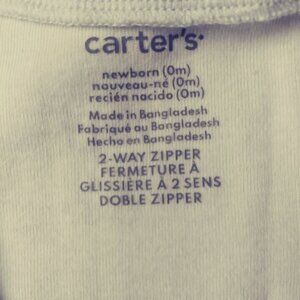 carter's
newborn (0m)
nouveau-né (0m)
recién nacido (0m)
Made in Bangladesh
Fabriqué au Bangladesh
Hecho en Bangladesh
2-WAY ZIPPER
FERMETURE À
GLISSIÈRE À 2 SENS
DOBLE ZIPPER